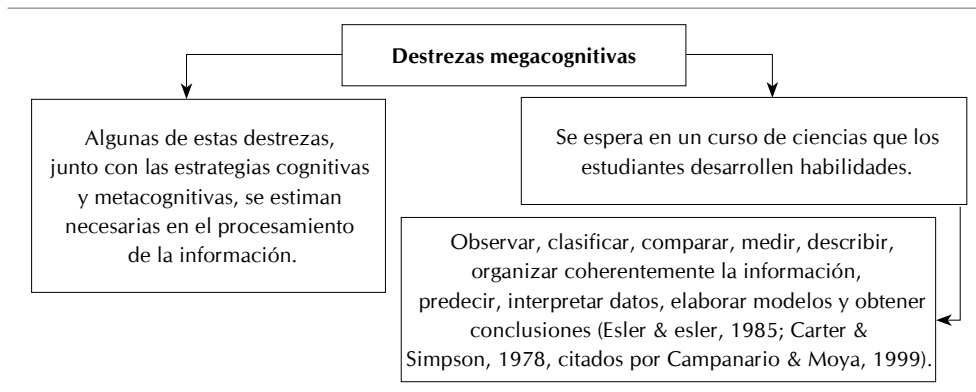 Destrezas megacognitivas
Algunas de estas destrezas,
junto con las estrategias cognitivas
y metacognitivas, se estiman
necesarias en el procesamiento
de la información.
Se espera en un curso de ciencias que los
estudiantes desarrollen habilidades.
Observar, clasificar, comparar, medir, describir,
organizar coherentemente la información,
predecir, interpretar datos, elaborar modelos y obtener
conclusiones (Esler & esler, 1985; Carter &
Simpson, 1978, citados por Campanario & Moya, 1999).